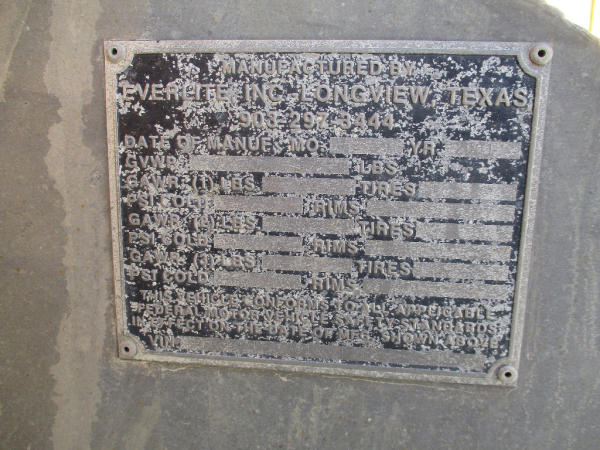 MANUFACTURED BY
EVERLITE, INC. LONGVIEW, TEXAS
903-297-3444
DATE OF MANUF. MO. YR.
GVWR LBS.
GAWR: (1) LBS. TIRES
PSI COLD RIMS
GAWR: (2) LBS. TIRES
PSI COLD RIMS
GAWR: (3) LBS. TIRES
PSI COLD RIMS
THIS VEHICLE CONFORMS TO ALL APPLICABLE
FEDERAL MOTOR VEHICLE SAFETY STANDARDS
IN EFFECT ON THE DATE OF MFR. SHOWN ABOVE
VIN: